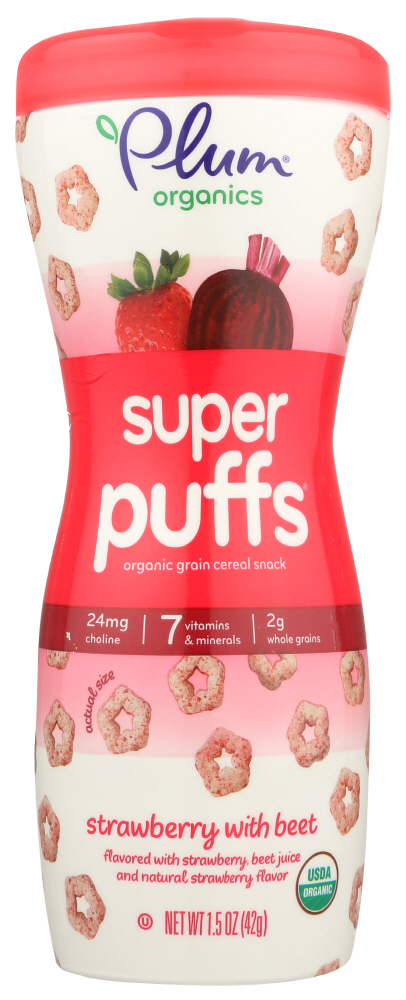 Plum®
organics
super
puffs®
organic grain cereal snack
24mg
choline
7 vitamins
& minerals
2g
whole grains
actual size
strawberry with beet
flavored with strawberry, beet juice
and natural strawberry flavor
USDA
ORGANIC
U NET WT 1.5 OZ (42g)